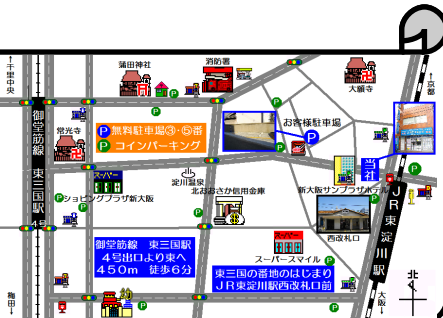 蒲田神社
消防署
大願寺
↑千里中央
↑京都
常光寺
P 無料駐車場③・⑤番
P コインパーキング
お客様駐車場
P
御堂筋線 東三国駅
4号
当社
スーパー
ショッピングプラザ新大阪
淀川温泉
北おおさか信用金庫
新大阪サンプラザホテル
西改札口
JR東淀川駅
御堂筋線 東三国駅
4号出口より東へ
450m 徒歩6分
スーパー
スーパースマイル
東三国の番地のはじまり
JR東淀川駅西改札口前
梅田↓
大阪↓
北